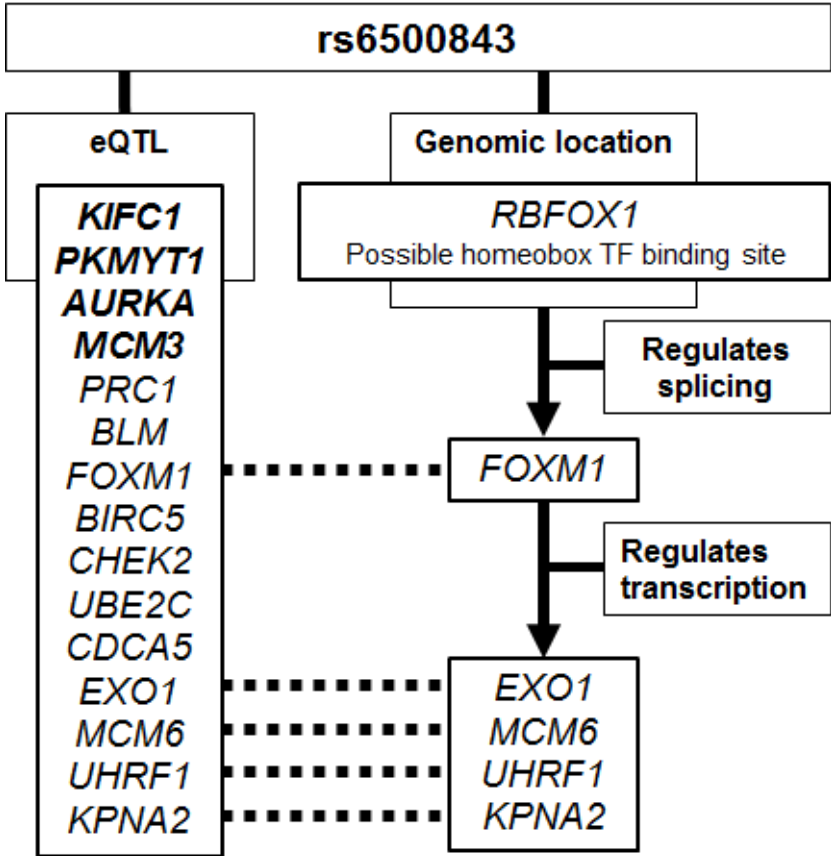 rs6500843
eQTL
KIFC1
PKMYT1
AURKA
MCM3
PRC1
BLM
FOXM1
BIRC5
CHEK2
UBE2C
CDCA5
EXO1
MCM6
UHRF1
KPNA2
Genomic location
RBFOX1
Possible homeobox TF binding site
Regulates
splicing
FOXM1
Regulates
transcription
EXO1
MCM6
UHRF1
KPNA2